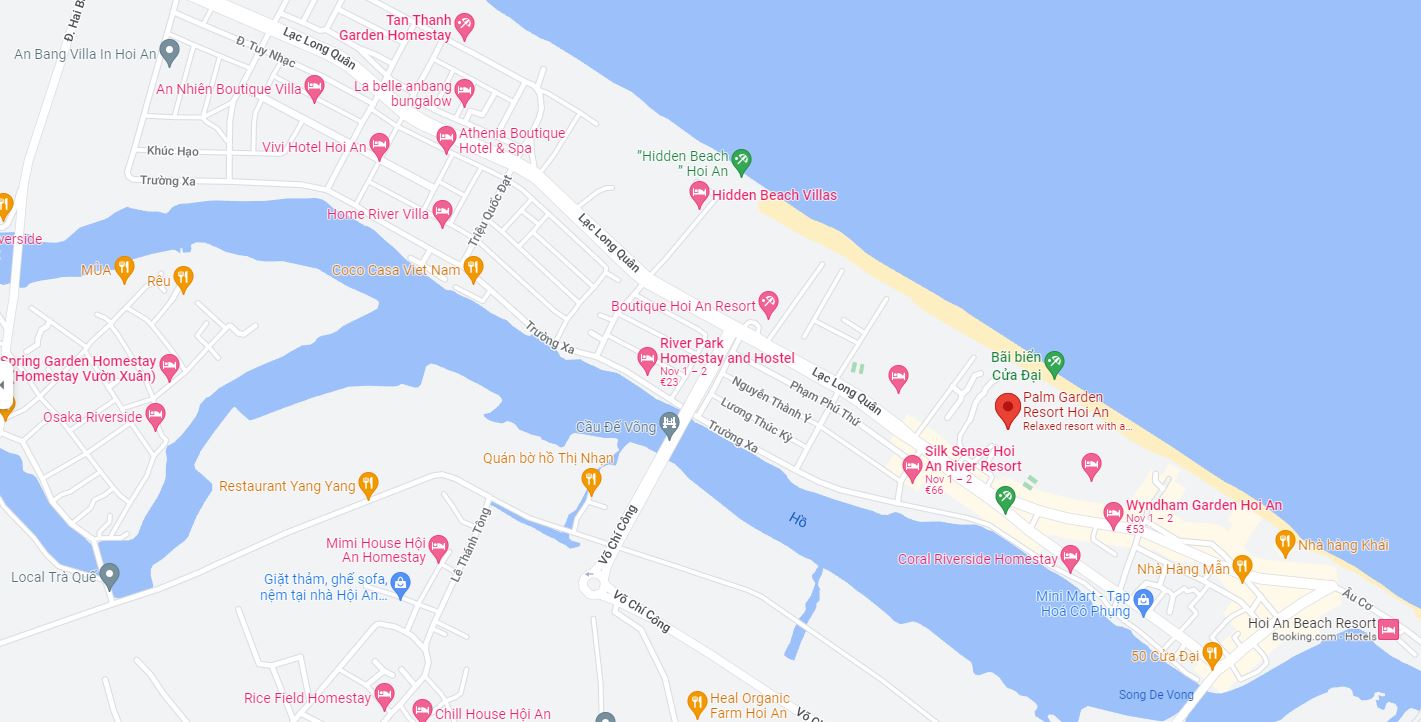 Đ. Hai B
Tan Thanh
Garden Homestay
Lạc Long Quân
Đ. Tuy Nhạc
An Bang Villa In Hoi An
An Nhiên Boutique Villa
La belle anbang
bungalow
Athenia Boutique
Hotel & Spa
Vivi Hotel Hoi An
Khúc Hạo
Trường Xa
"Hidden Beach
" Hoi An
Hidden Beach Villas
Home River Villa
Triệu Quốc Đạt
Lạc Long Quân
verside
MÙA
Rêu
Coco Casa Viet Nam
Boutique Hoi An Resort
Trường Xa
River Park
Homestay and Hostel
Nov 1 – 2
€23
Spring Garden Homestay
(Homestay Vườn Xuân)
Osaka Riverside
Lạc Long Quân
Phạm Phú Thứ
Nguyễn Thành Ý
Lương Thúc Kỳ
Trường Xa
Bãi biển
Cửa Đại
Palm Garden
Resort Hoi An
Relaxed resort with a...
Cầu Đế Võng
Quán bờ hồ Thị Nhạn
Restaurant Yang Yang
Silk Sense Hoi
An River Resort
Nov 1 – 2
€66
Wyndham Garden Hoi An
Nov 1 – 2
€53
Hồ
Võ Chí Công
Lê Thánh Tông
Mimi House Hội
An Homestay
Coral Riverside Homestay
Nhà hàng Khải
Nhà Hàng Mẫn
Local Trà Quế
Giặt thảm, ghế sofa,
nệm tại nhà Hội An...
Võ Chí Công
Mini Mart - Tạp
Hoá Cô Phụng
Âu Cơ
Hoi An Beach Resort
Booking.com - Hotels
50 Cửa Đại
Song De Vong
Rice Field Homestay
Chill House Hội An
Heal Organic
Farm Hoi An
Võ Chí Công